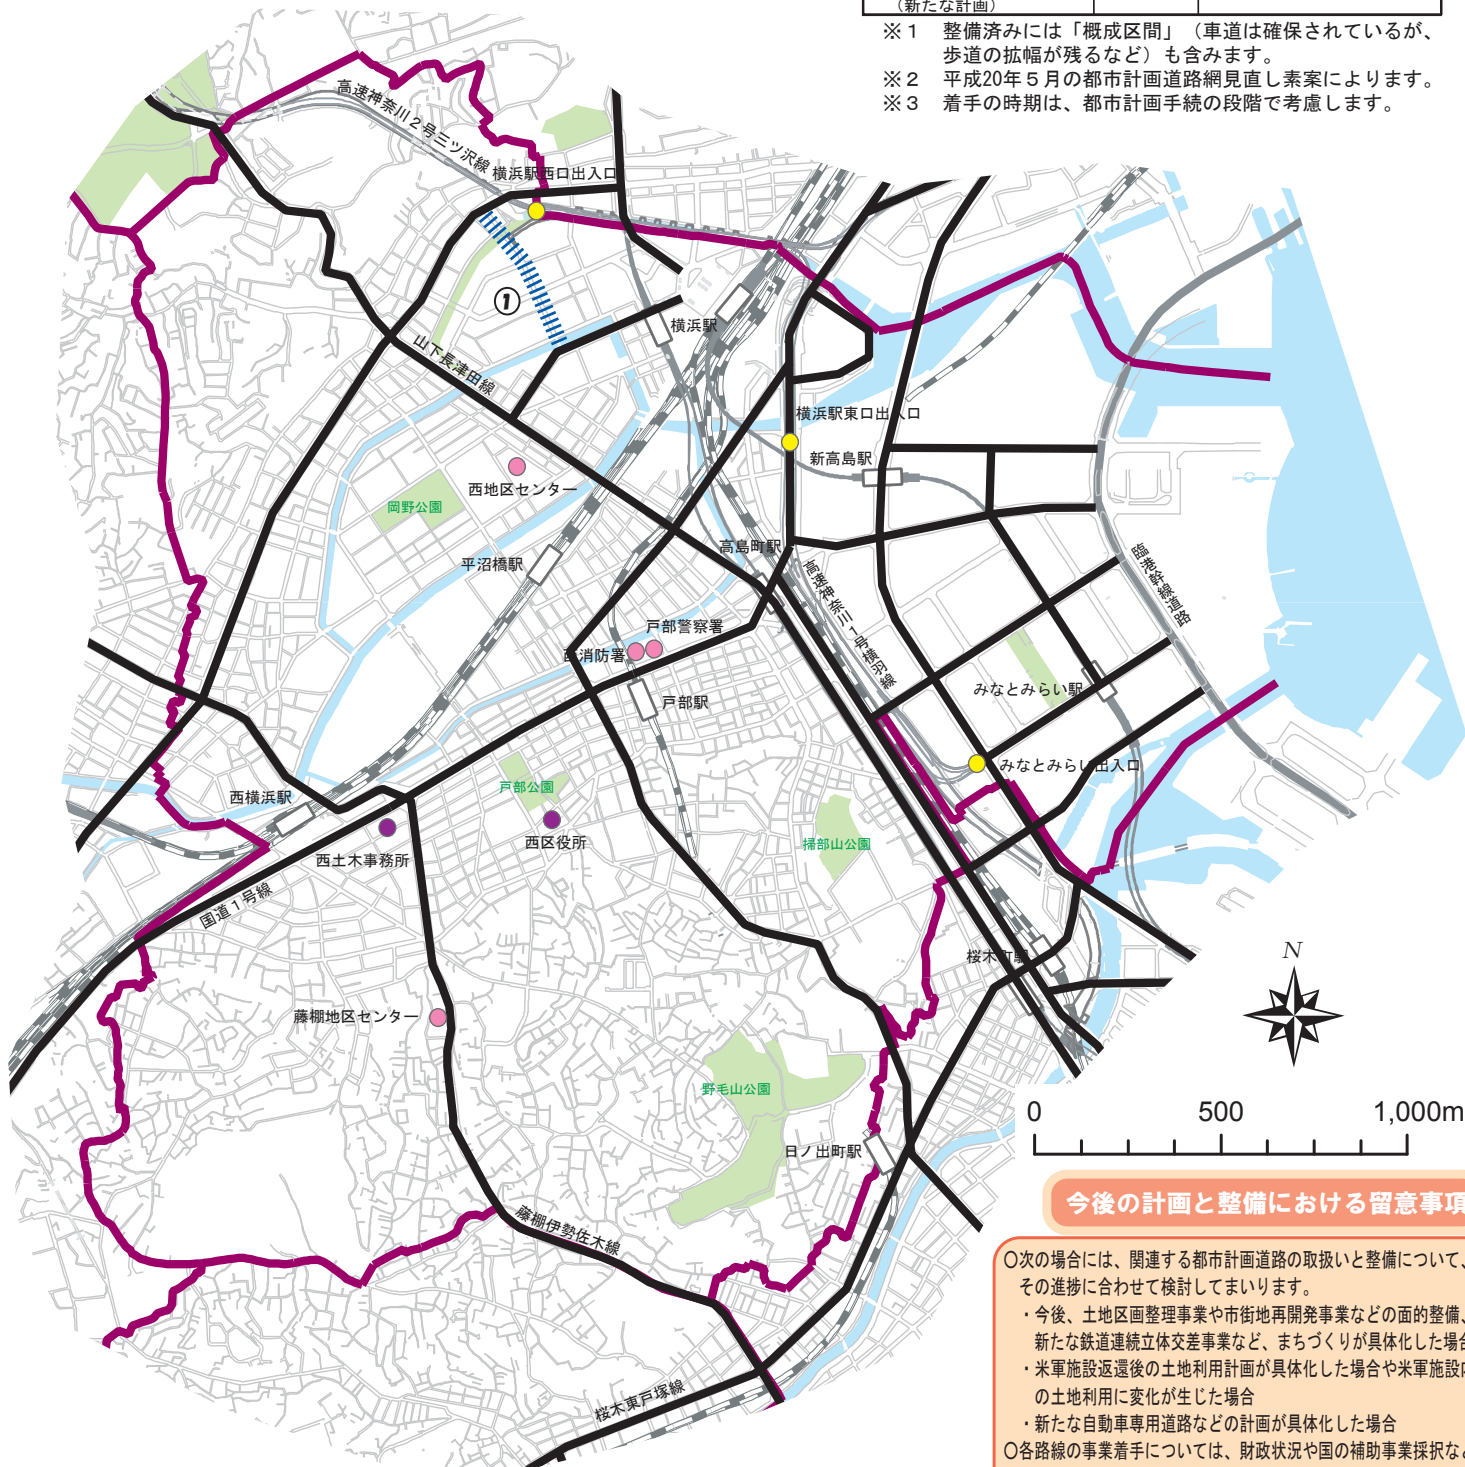 (新たな計画)
※1 整備済みには「概成区間」(車道は確保されているが、
歩道の拡幅が残るなど)も含みます。
※2 平成20年5月の都市計画道路網見直し素案によります。
※3 着手の時期は、都市計画手続の段階で考慮します。
高速神奈川2号三ツ沢線
横浜駅西口出入口
①
横浜駅
山下長津田線
横浜駅東口出入口
新高島駅
西地区センター
岡野公園
高島町駅
平沼橋駅
臨港幹線道路
高速神奈川1号横羽線
戸部警察署
西消防署
みなとみらい駅
戸部駅
みなとみらい出入口
戸部公園
西横浜駅
西区役所
掃部山公園
西土木事務所
国道1号線
桜木町駅
N
藤棚地区センター
野毛山公園
0 500 1,000m
日ノ出町駅
今後の計画と整備における留意事項
藤棚伊勢佐木線
○次の場合には、関連する都市計画道路の取扱いと整備について、
その進捗に合わせて検討してまいります。
・今後、土地区画整理事業や市街地再開発事業などの面的整備、
新たな鉄道連続立体交差事業など、まちづくりが具体化した場合
・米軍施設返還後の土地利用計画が具体化した場合や米軍施設内
の土地利用に変化が生じた場合
桜木東戸塚線
・新たな自動車専用道路などの計画が具体化した場合
○各路線の事業着手については、財政状況や国の補助事業採択な